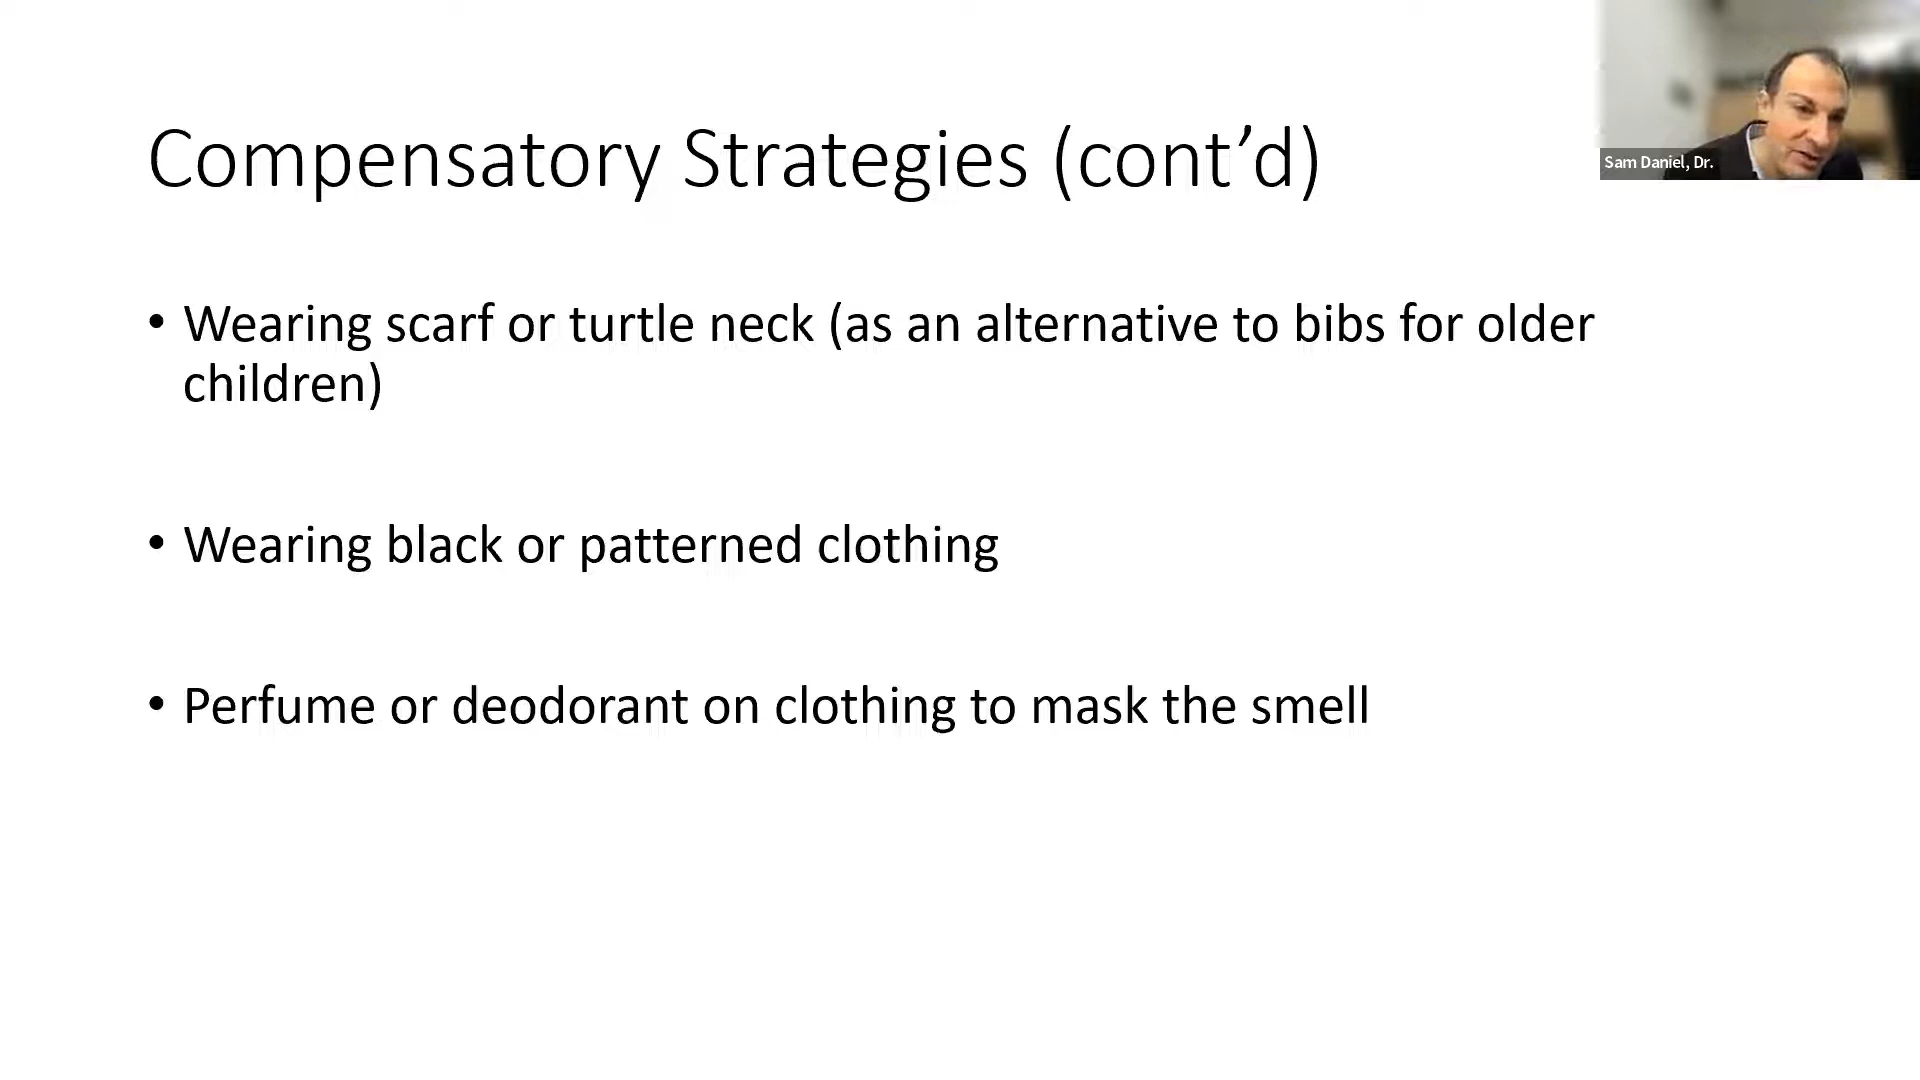 Compensatory Strategies (cont’d)
Sam Daniel, Dr.
• Wearing scarf or turtle neck (as an alternative to bibs for older
children)
• Wearing black or patterned clothing
• Perfume or deodorant on clothing to mask the smell